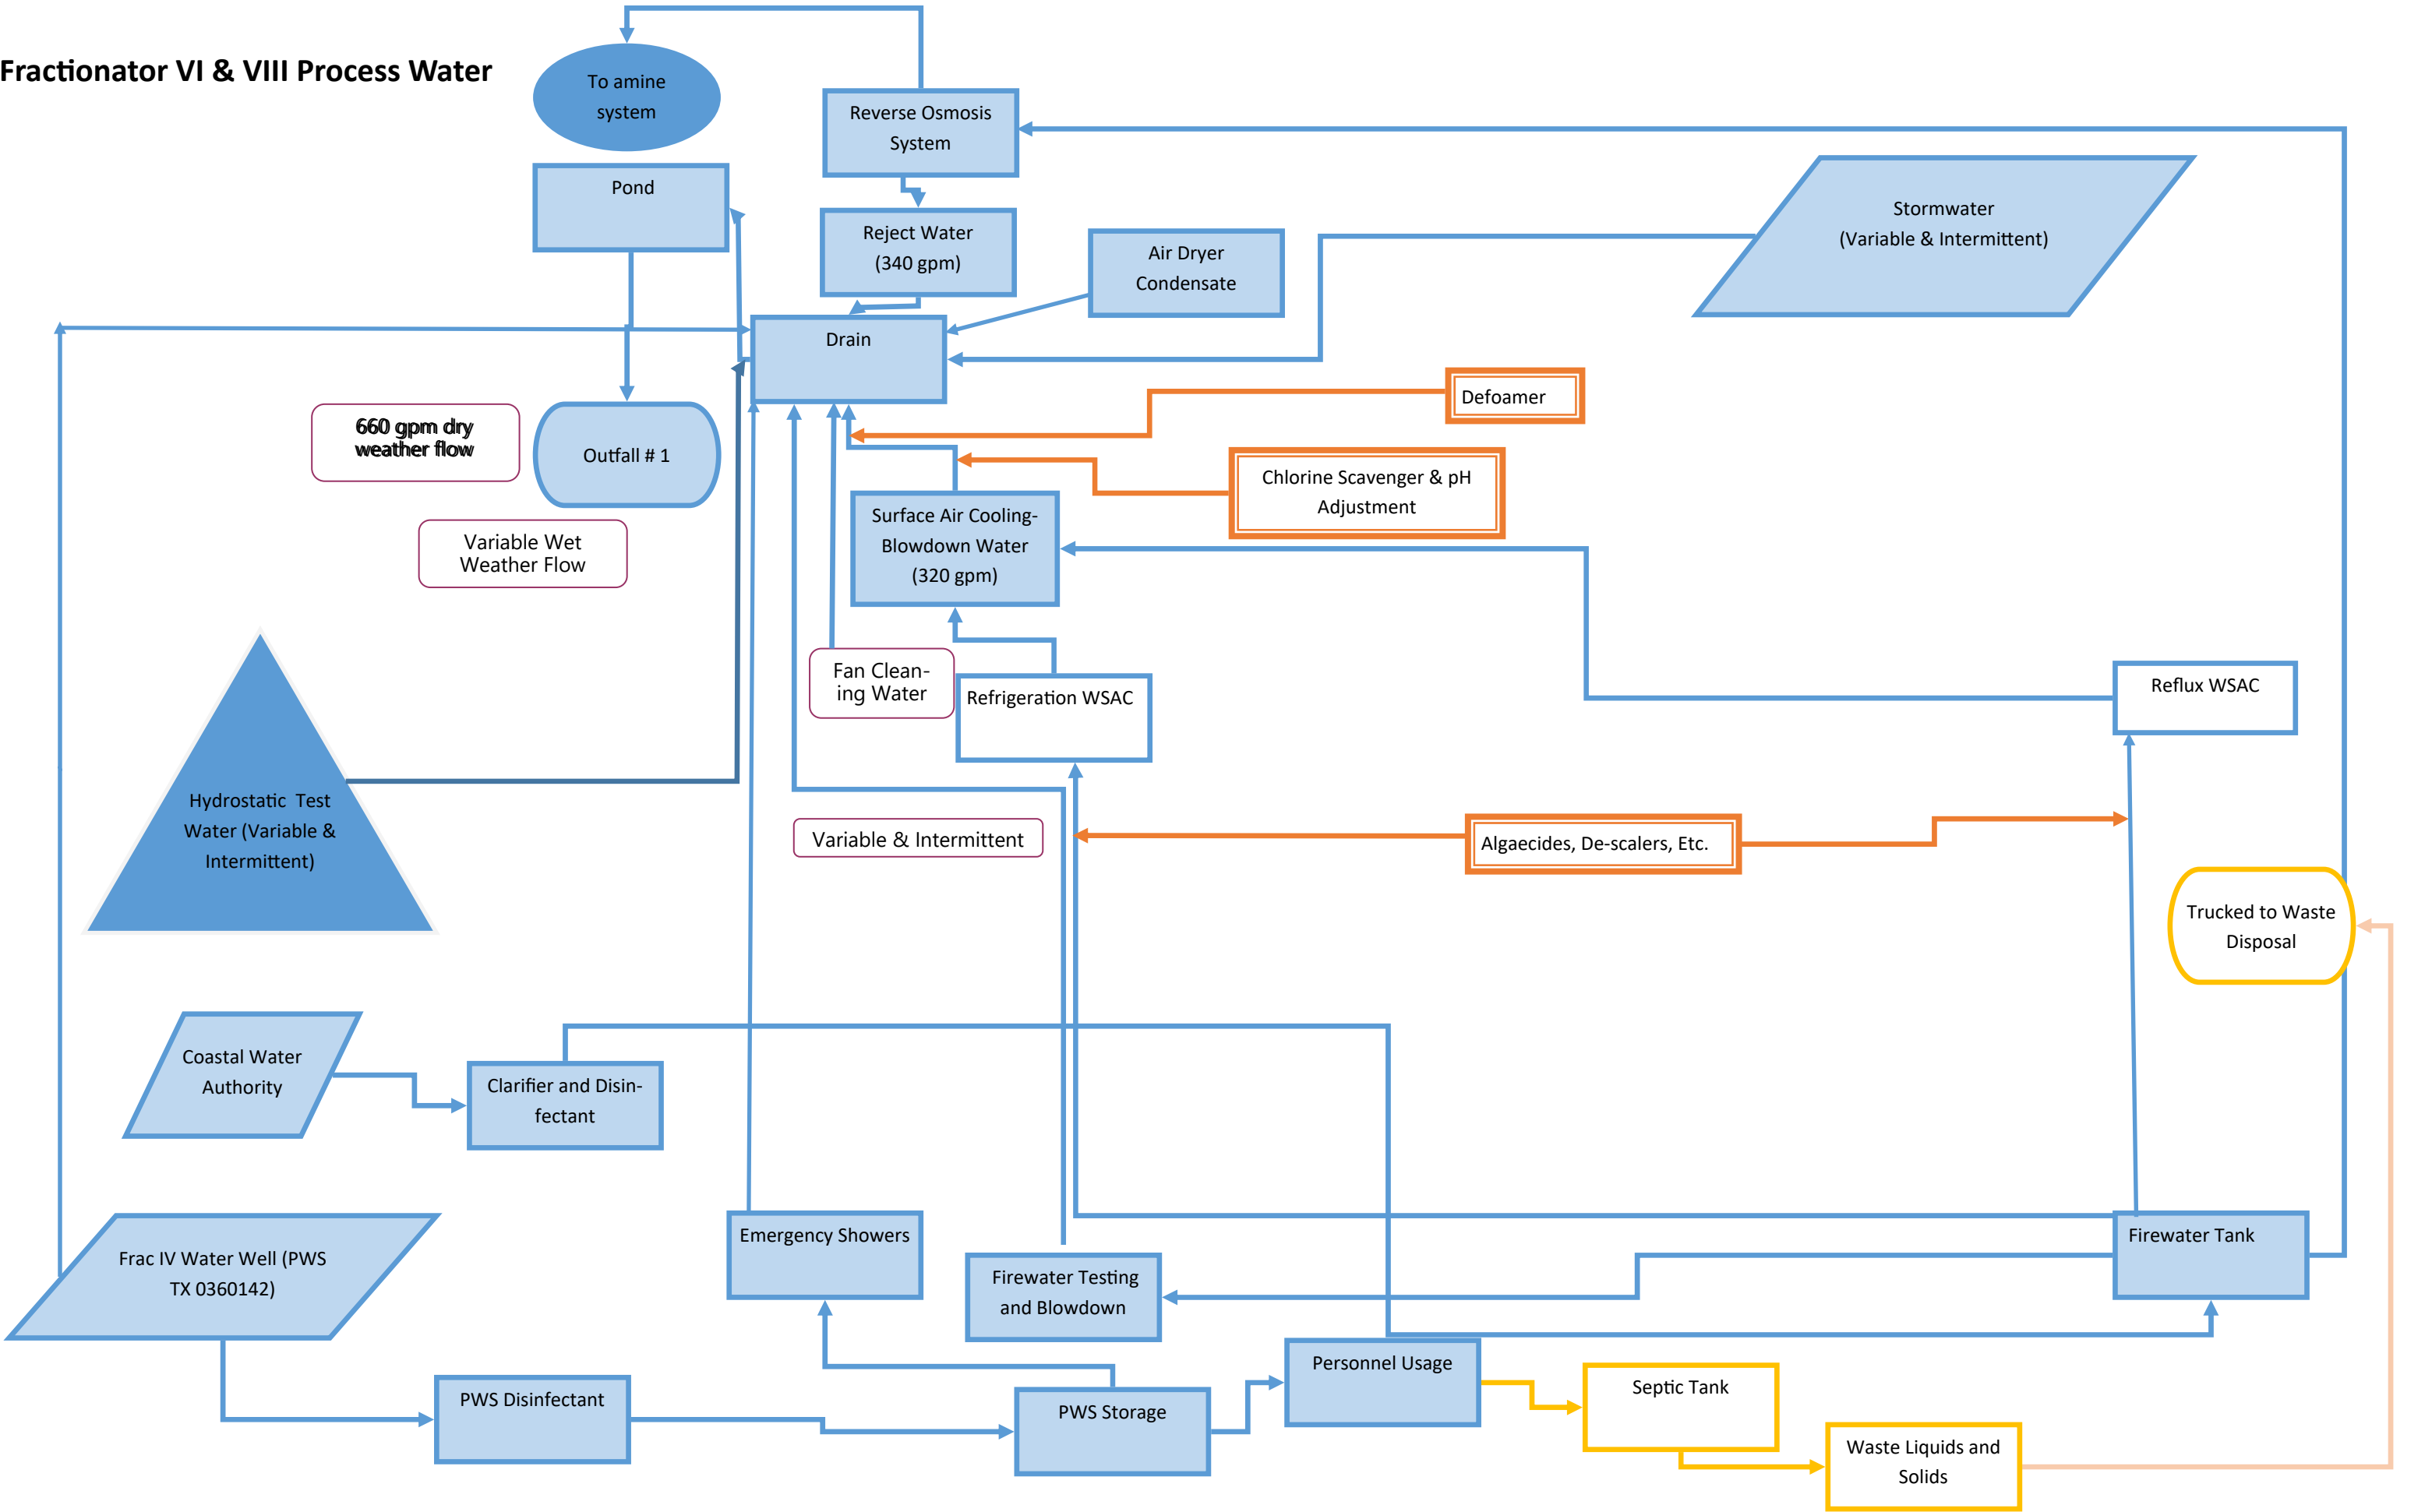 Fractionator VI & VIII Process Water
To amine
system
Reverse Osmosis
System
Pond
Stormwater
(Variable & Intermittent)
Reject Water
(340 gpm)
Air Dryer
Condensate
Drain
Defoamer
660 gpm dry
weather flow
Outfall # 1
Chlorine Scavenger & pH
Adjustment
Surface Air Cooling-
Blowdown Water
(320 gpm)
Variable Wet
Weather Flow
Fan Clean-
ing Water
Refrigeration WSAC
Reflux WSAC
Hydrostatic  Test
Water (Variable &
Intermittent)
Variable & Intermittent
Algaecides, De-scalers, Etc.
Trucked to Waste
Disposal
Coastal Water
Authority
Clarifier and Disin-
fectant
Frac IV Water Well (PWS
TX 0360142)
Emergency Showers
Firewater Testing
and Blowdown
Firewater Tank
PWS Disinfectant
PWS Storage
Personnel Usage
Septic Tank
Waste Liquids and
Solids